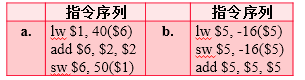 指令序列 指令序列
a. lw $1, 40($6) b. lw $5, -16($5)
add $6, $2, $2 sw $5, -16($5)
sw $6, 50($1) add $5, $5, $5